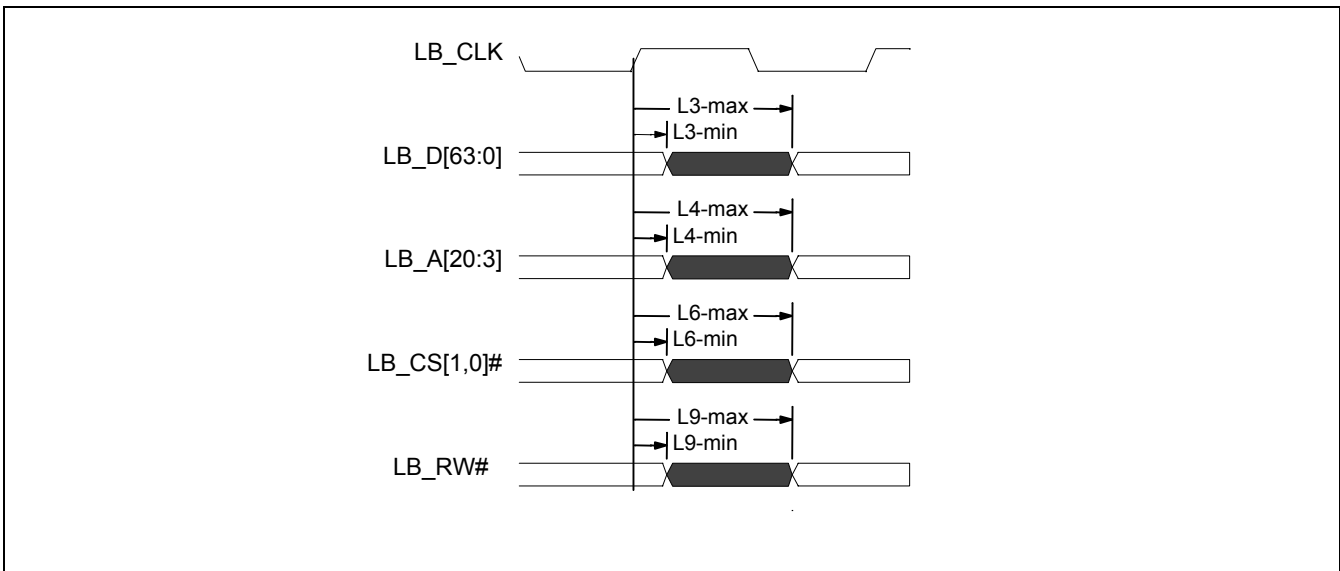 LB_CLK
L3-max
L3-min
LB_D[63:0]
L4-max
L4-min
LB_A[20:3]
L6-max
L6-min
LB_CS[1,0]#
L9-max
L9-min
LB_RW#